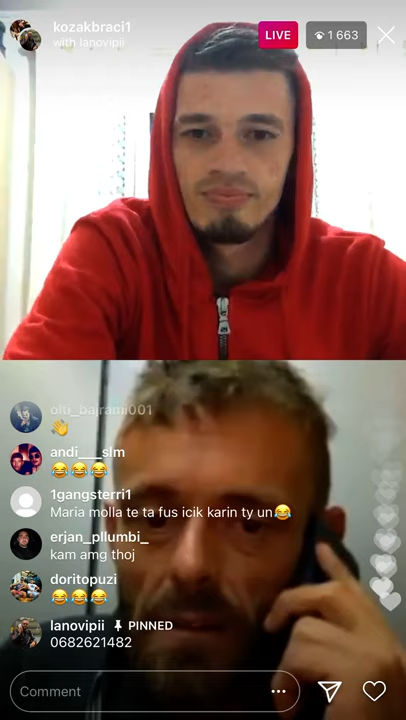 kozakbraci1
with lanovipii
LIVE
1 663
olti_bajrami001
👋
andi____slm
😂😂😂
1gangsterri1
Maria molla te ta fus icik karin ty un😂
erjan_pllumbi_
kam amg thoj
doritopuzi
😂😂😂
lanovipii PINNED
0682621482
Comment